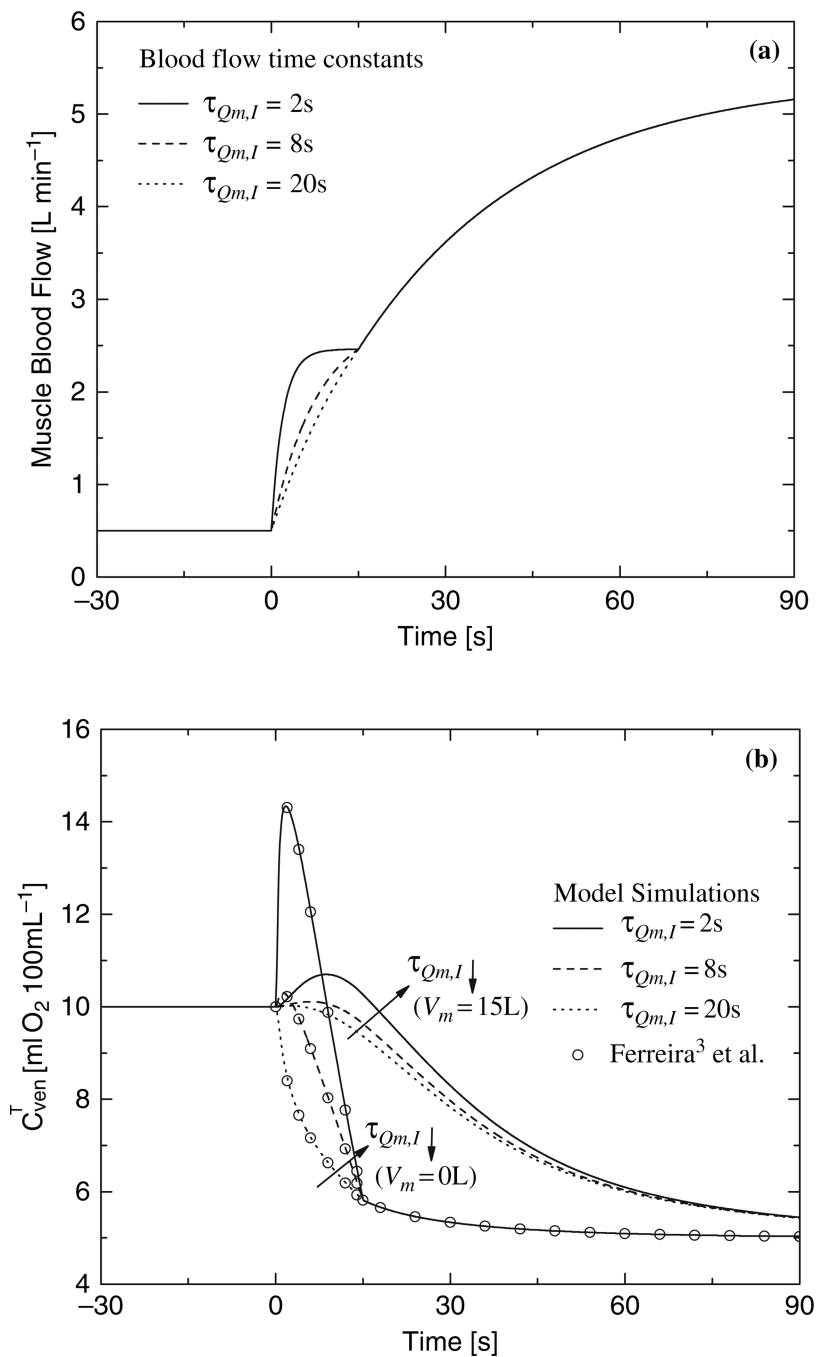 (a)
Blood flow time constants
τQm,I = 2s
τQm,I = 8s
τQm,I = 20s
Muscle Blood Flow [L min⁻¹]
6
5
4
3
2
1
0
−30 0 30 60 90
Time [s]
(b)
Model Simulations
τQm,I = 2s
τQm,I = 8s
τQm,I = 20s
Ferreira³ et al.
τQm,I ↓
(Vm = 15L)
τQm,I ↓
(Vm = 0L)
CTven [ml O₂ 100mL⁻¹]
16
14
12
10
8
6
4
−30 0 30 60 90
Time [s]